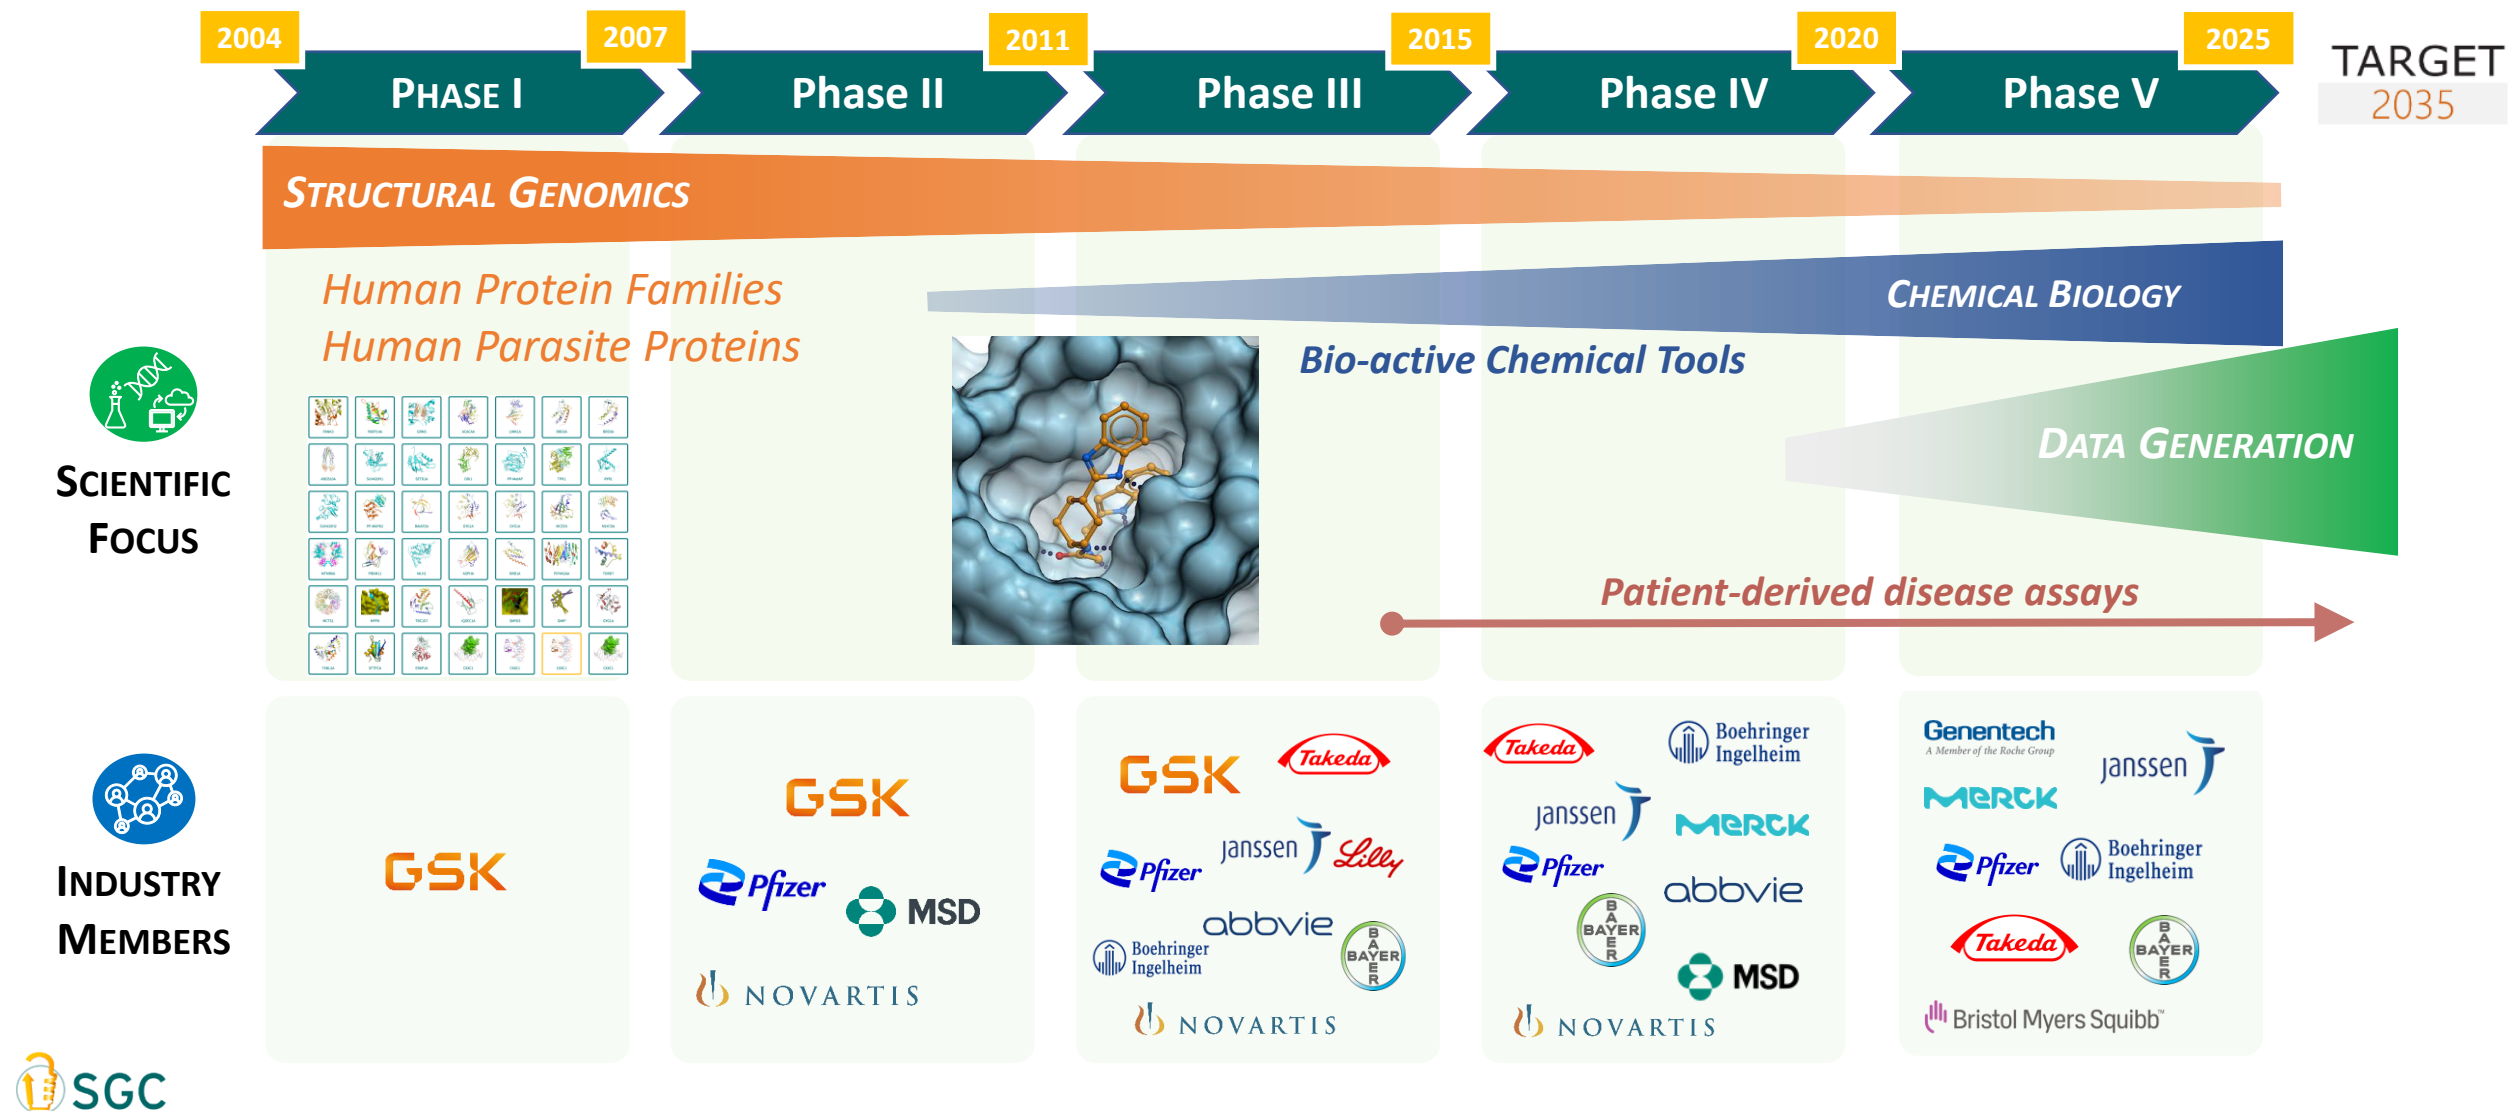 2004
2007
2011
2015
2020
2025
PHASE I
Phase II
Phase III
Phase IV
Phase V
TARGET
2035
STRUCTURAL GENOMICS
Human Protein Families
Human Parasite Proteins
CHEMICAL BIOLOGY
Bio-active Chemical Tools
DATA GENERATION
Patient-derived disease assays
SCIENTIFIC
FOCUS
INDUSTRY
MEMBERS
GSK
GSK
Pfizer
MSD
NOVARTIS
GSK
Takeda
janssen
Lilly
Pfizer
abbvie
Boehringer
Ingelheim
BAYER
BAYER
NOVARTIS
Takeda
Boehringer
Ingelheim
janssen
MERCK
Pfizer
abbvie
BAYER
BAYER
MSD
NOVARTIS
Genentech
A Member of the Roche Group
janssen
MERCK
Pfizer
Boehringer
Ingelheim
Takeda
BAYER
BAYER
Bristol Myers Squibb™
SGC